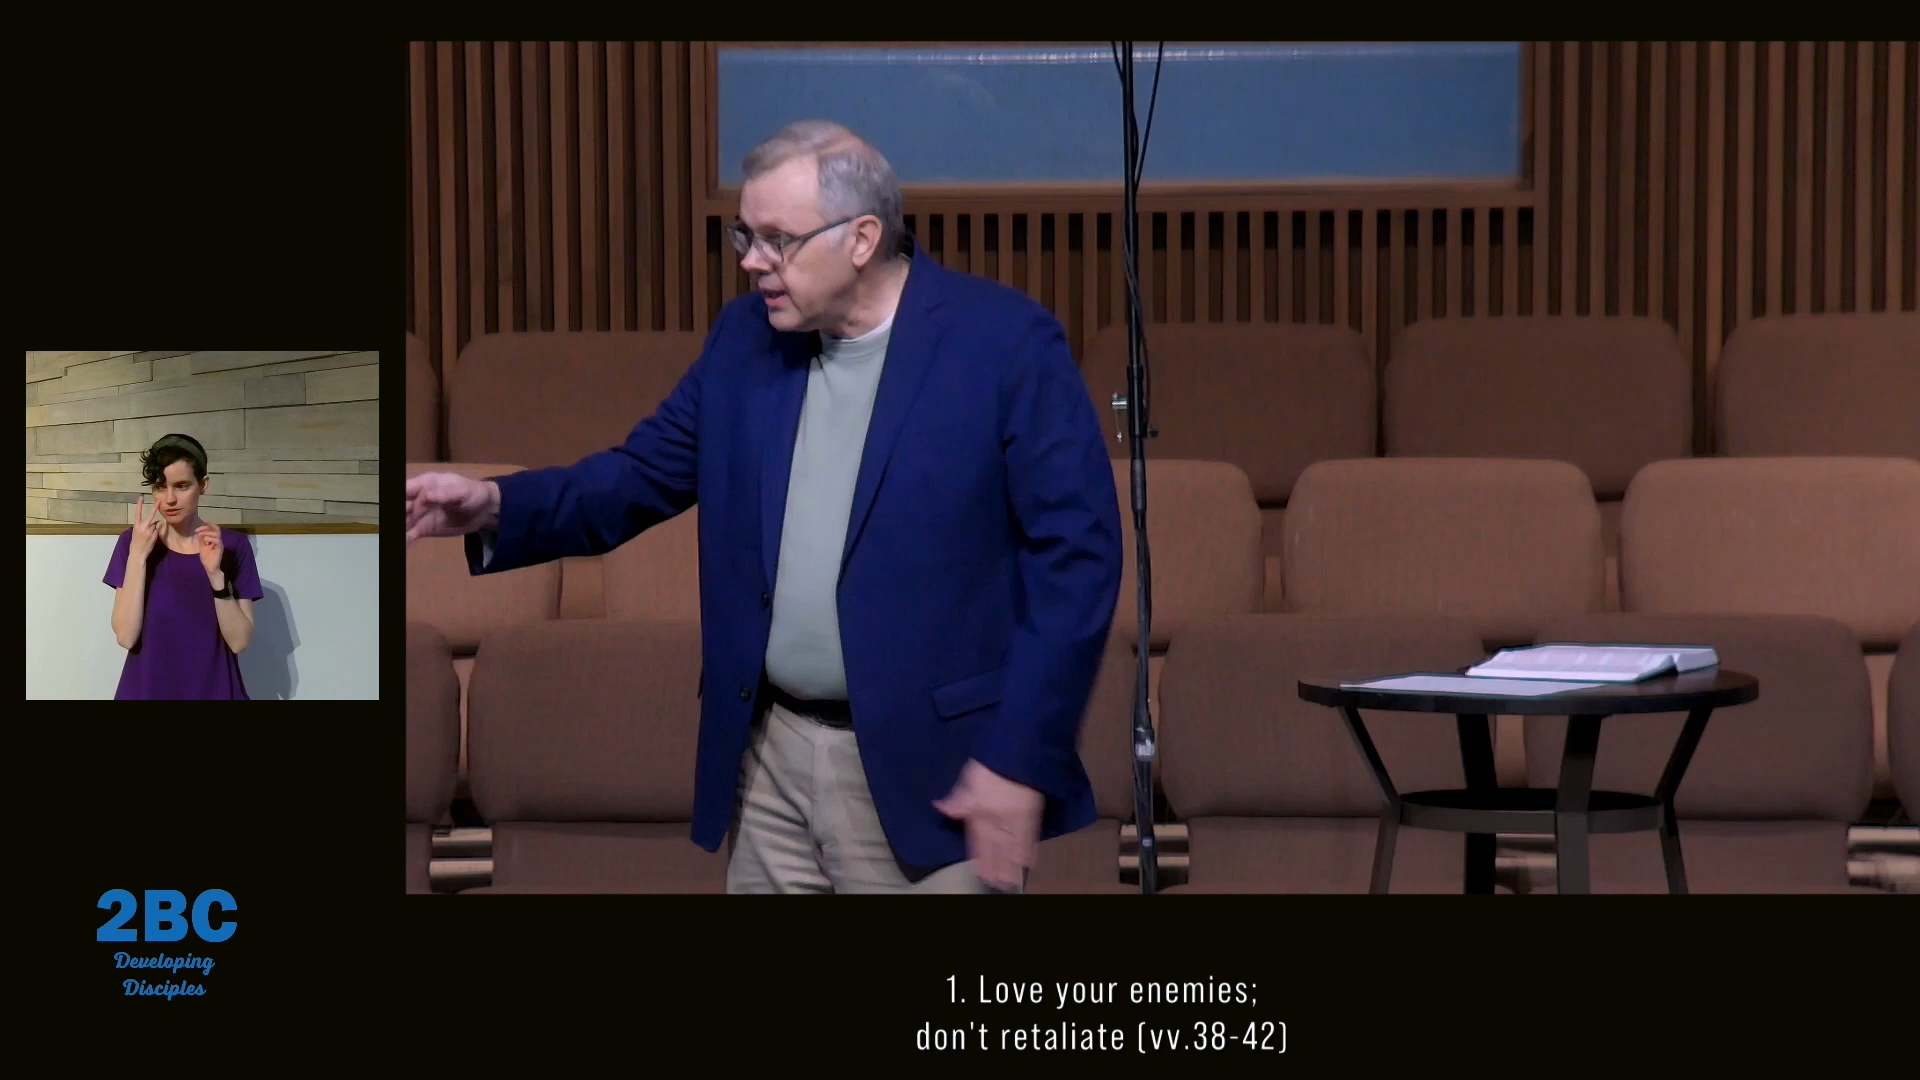 2BC
Developing
Disciples
1. Love your enemies;
don't retaliate (vv.38-42)